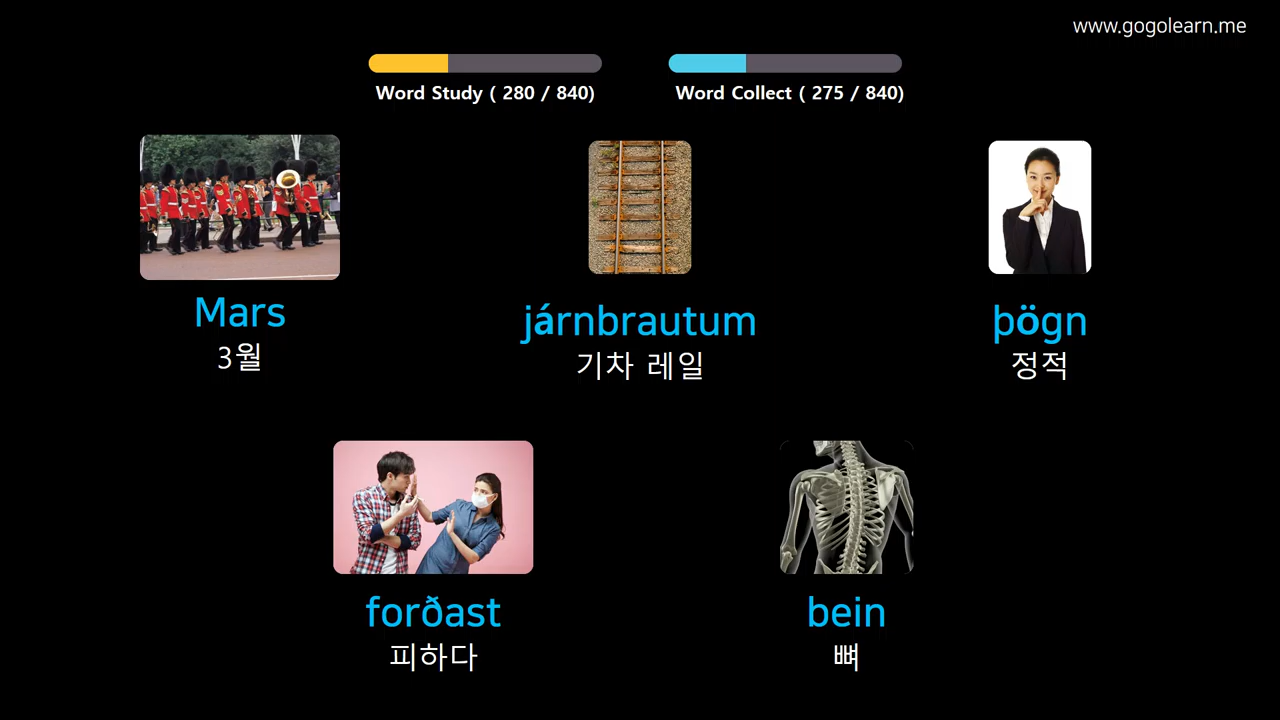 www.gogolearn.me
Word Study ( 280 / 840)
Word Collect ( 275 / 840)
Mars
3월
járnbrautum
기차 레일
þögn
정적
forðast
피하다
bein
뼈